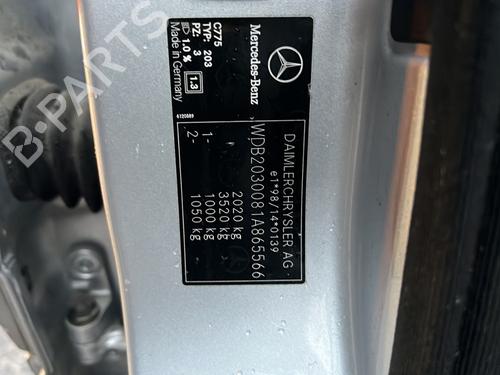 Mercedes-Benz
C775
TYP: 203
PZ: 3
1.0 %
1.3
Made in Germany
DAIMLERCHRYSLER AG
e1*98/14*0139
WDB2030081A865566
2020 kg
3520 kg
1- 1000 kg
2- 1050 kg
B-PARTS